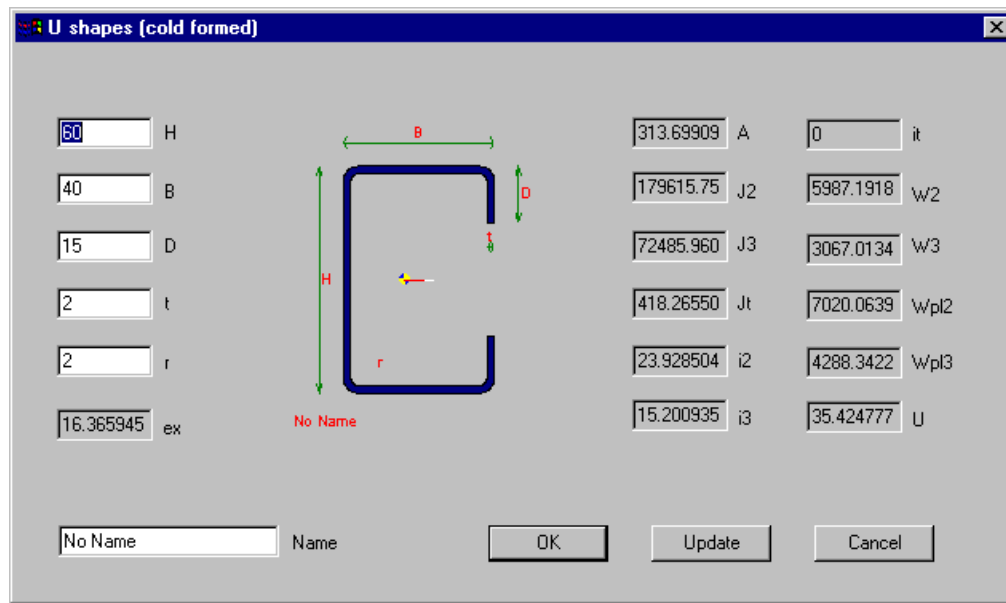 U shapes (cold formed)
60 H
40 B
15 D
2 t
2 r
16.365945 ex
B
D
t
H
r
No Name
313.69909 A 0 it
179615.75 J2 5987.1918 W2
72485.960 J3 3067.0134 W3
418.26550 Jt 7020.0639 Wpl2
23.928504 i2 4288.3422 Wpl3
15.200935 i3 35.424777 U
No Name Name OK Update Cancel